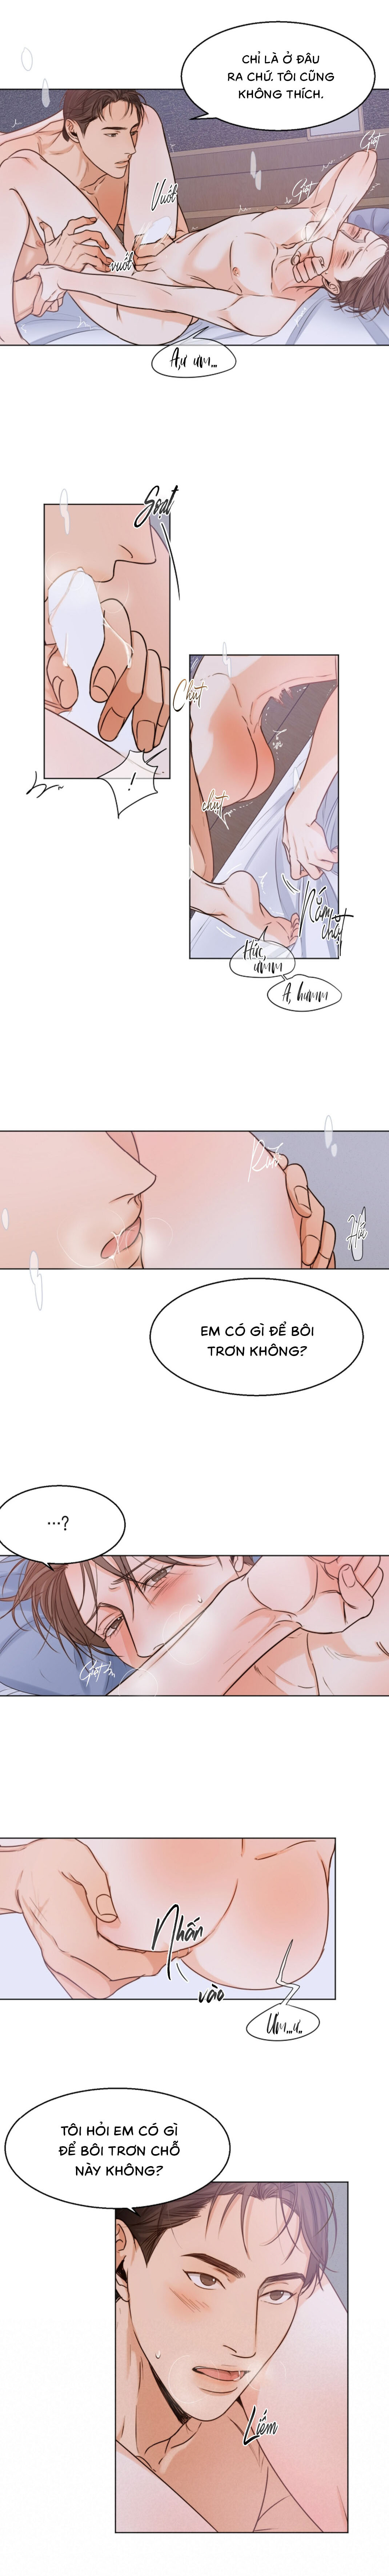 CHỈ LÀ Ở ĐÂU
RA CHỨ. TÔI CŨNG
KHÔNG THÍCH.
Giọt
Giọt
Vuốt
vuốt
A,ư ưm...
Soạt
!
Chụt
chụt
Nắm
chặt
Hức,
ưmm
A, hưmm
EM CÓ GÌ ĐỂ BÔI
TRƠN KHÔNG?
...?
Nhấn
vào
Ưm...ư..
TÔI HỎI EM CÓ GÌ
ĐỂ BÔI TRƠN CHỖ
NÀY KHÔNG?
Liếm